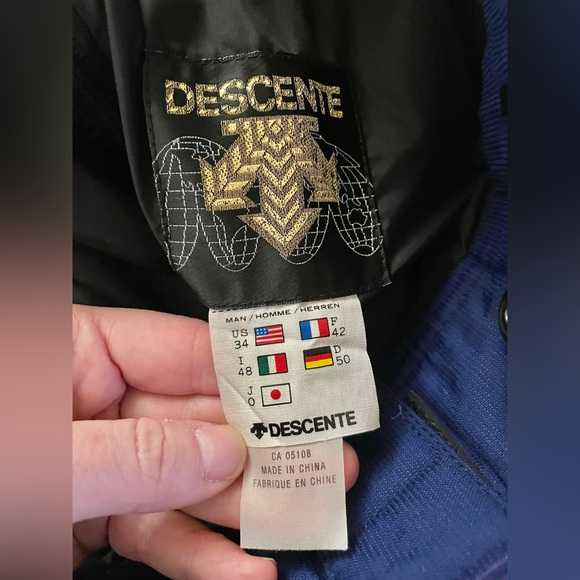 DESCENTE
MAN / HOMME / HERREN
US 34 F 42
I 48 D 50
J O
DESCENTE
CA 05108
MADE IN CHINA
FABRIQUE EN CHINE